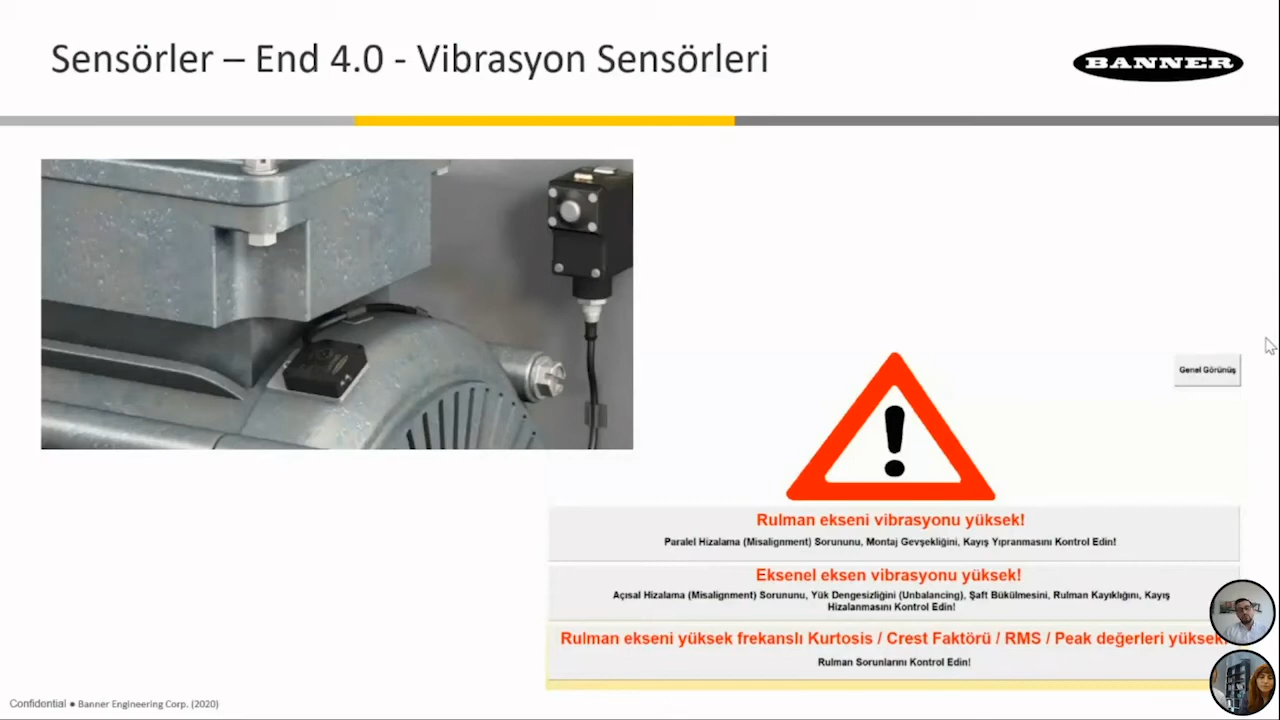 Sensörler – End 4.0 - Vibrasyon Sensörleri
BANNER
Genel Görünüş
Rulman ekseni vibrasyonu yüksek!
Paralel Hizalama (Misalignment) Sorununu, Montaj Gevşekliğini, Kayış Yıpranmasını Kontrol Edin!
Eksenel eksen vibrasyonu yüksek!
Açısal Hizalama (Misalignment) Sorununu, Yük Dengesizliğini (Unbalancing), Şaft Bükülmesini, Rulman Kayıklığını, Kayış
Hizalanmasını Kontrol Edin!
Rulman ekseni yüksek frekanslı Kurtosis / Crest Faktörü / RMS / Peak değerleri yüksek
Rulman Sorunlarını Kontrol Edin!
Confidential ● Banner Engineering Corp. (2020)